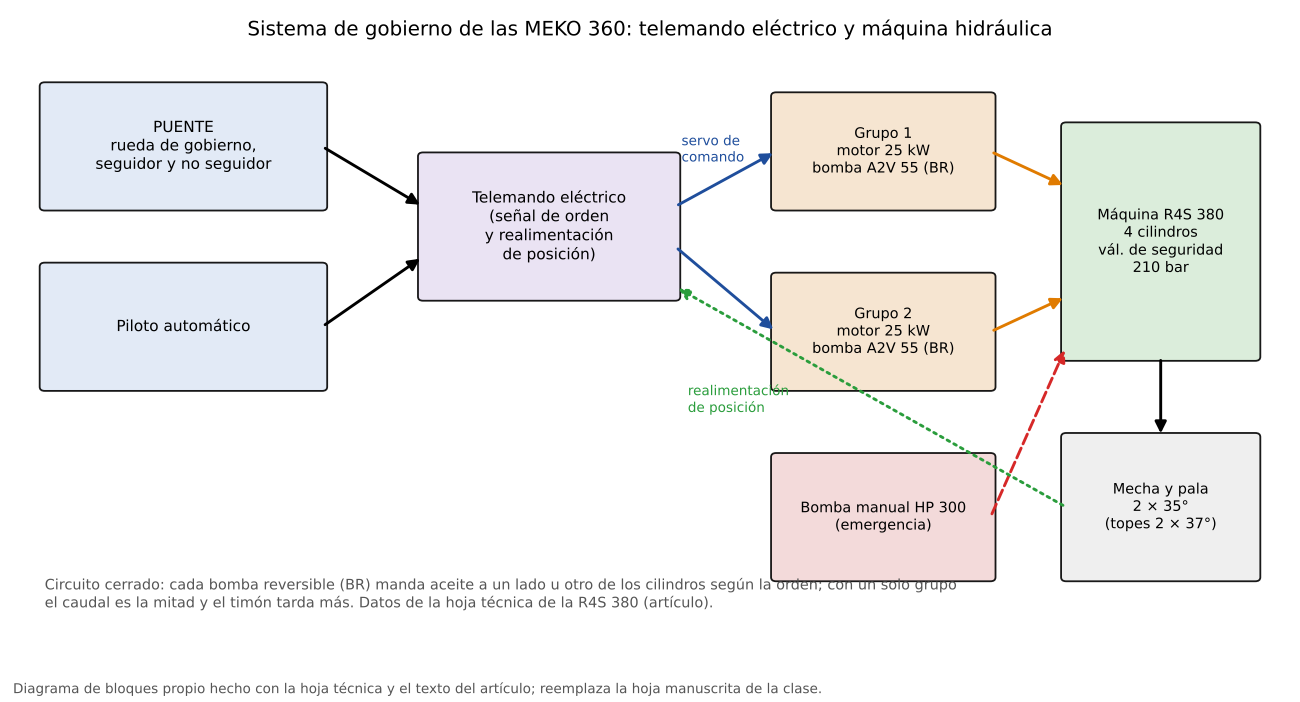 Sistema de gobierno de las MEKO 360: telemando eléctrico y máquina hidráulica
PUENTE
rueda de gobierno,
seguidor y no seguidor
Piloto automático
Telemando eléctrico
(señal de orden
y realimentación
de posición)
servo de
comando
Grupo 1
motor 25 kW
bomba A2V 55 (BR)
Grupo 2
motor 25 kW
bomba A2V 55 (BR)
Máquina R4S 380
4 cilindros
vál. de seguridad
210 bar
realimentación
de posición
Bomba manual HP 300
(emergencia)
Mecha y pala
2 × 35°
(topes 2 × 37°)
Circuito cerrado: cada bomba reversible (BR) manda aceite a un lado u otro de los cilindros según la orden; con un solo grupo
el caudal es la mitad y el timón tarda más. Datos de la hoja técnica de la R4S 380 (artículo).
Diagrama de bloques propio hecho con la hoja técnica y el texto del artículo; reemplaza la hoja manuscrita de la clase.